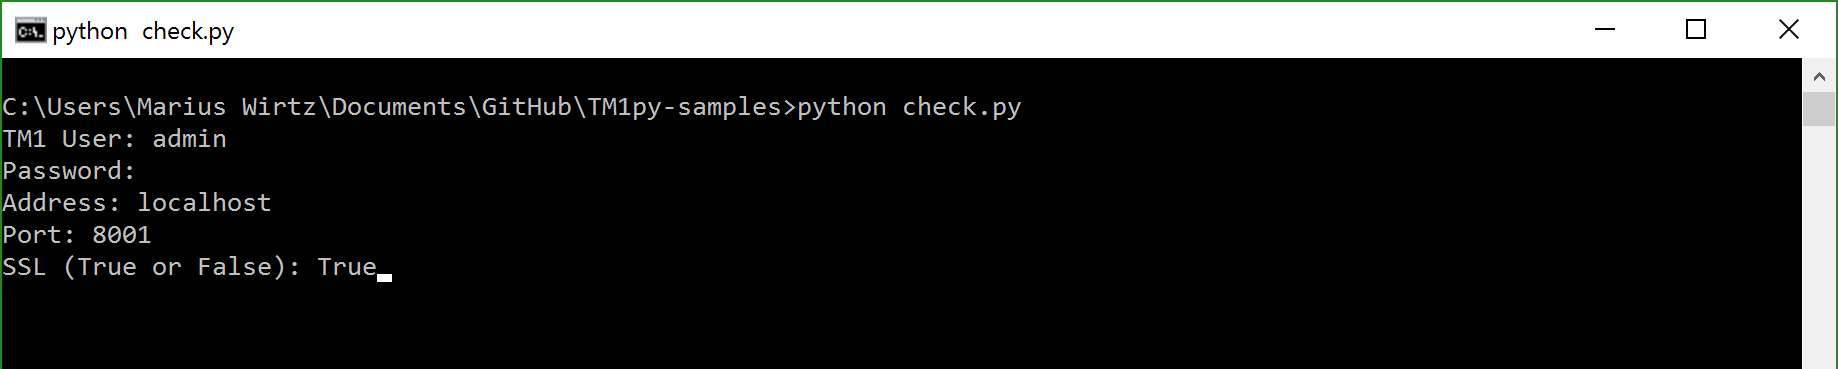 python check.py
C:\Users\Marius Wirtz\Documents\GitHub\TM1py-samples>python check.py
TM1 User: admin
Password:
Address: localhost
Port: 8001
SSL (True or False): True